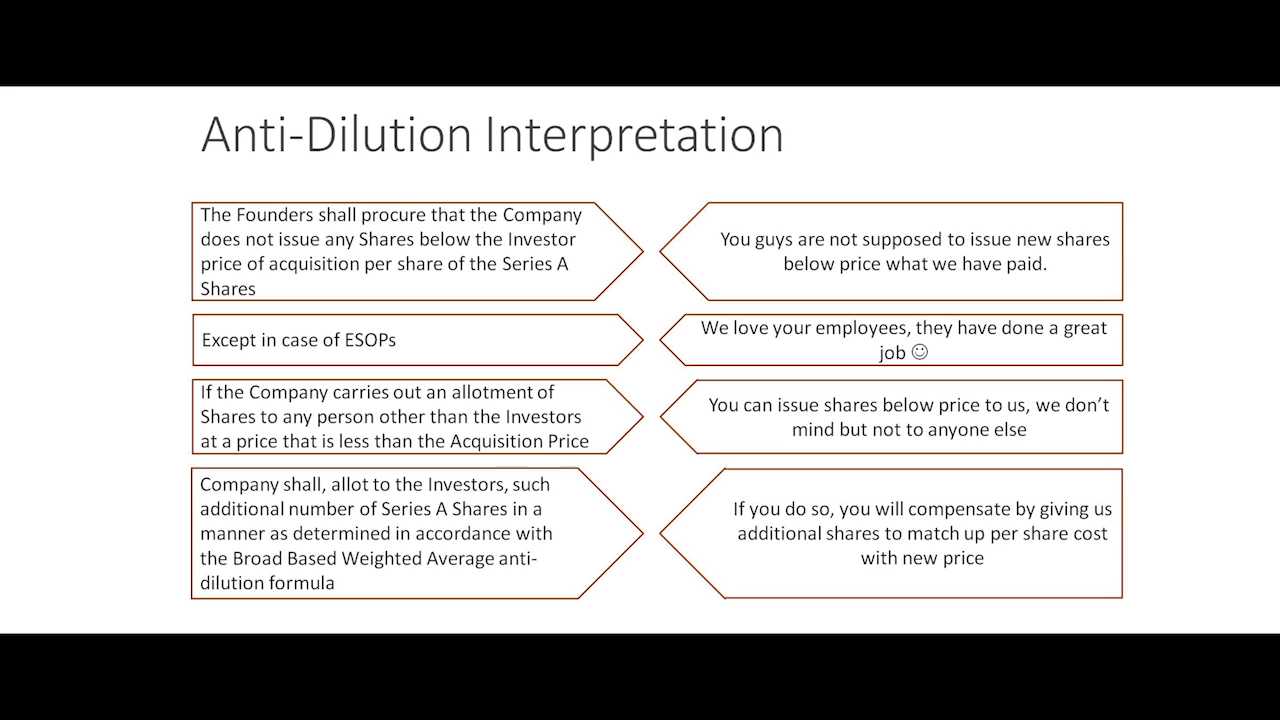 Anti-Dilution Interpretation
The Founders shall procure that the Company
does not issue any Shares below the Investor
price of acquisition per share of the Series A
Shares
You guys are not supposed to issue new shares
below price what we have paid.
Except in case of ESOPs
We love your employees, they have done a great
job ☺
If the Company carries out an allotment of
Shares to any person other than the Investors
at a price that is less than the Acquisition Price
You can issue shares below price to us, we don’t
mind but not to anyone else
Company shall, allot to the Investors, such
additional number of Series A Shares in a
manner as determined in accordance with
the Broad Based Weighted Average anti-
dilution formula
If you do so, you will compensate by giving us
additional shares to match up per share cost
with new price